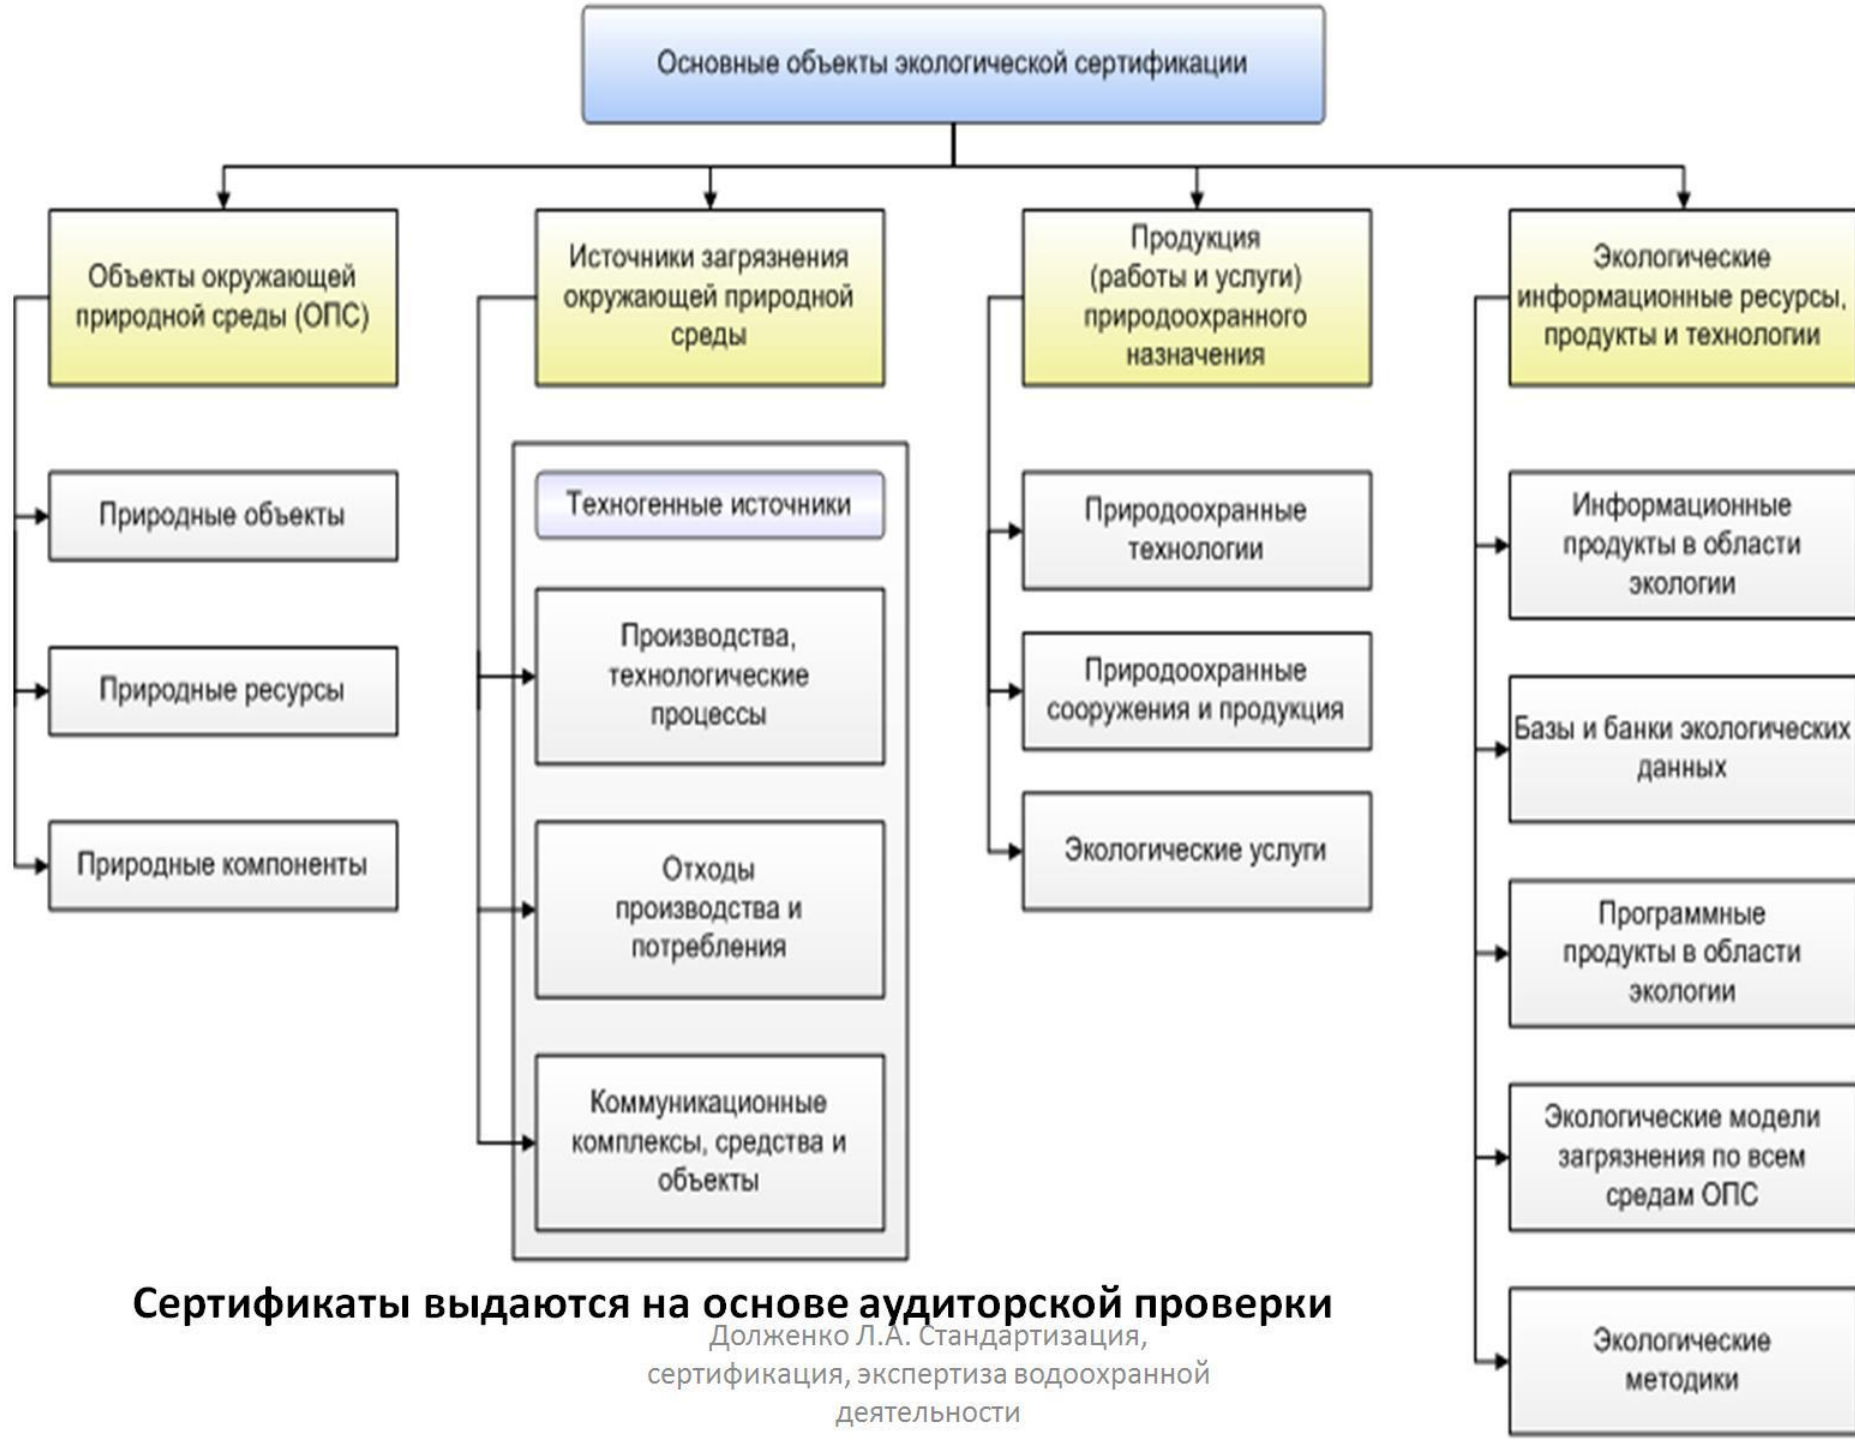 Основные объекты экологической сертификации
Объекты окружающей
природной среды (ОПС)
Природные объекты
Природные ресурсы
Природные компоненты
Источники загрязнения
окружающей природной
среды
Техногенные источники
Производства,
технологические
процессы
Отходы
производства и
потребления
Коммуникационные
комплексы, средства и
объекты
Продукция
(работы и услуги)
природоохранного
назначения
Природоохранные
технологии
Природоохранные
сооружения и продукция
Экологические услуги
Экологические
информационные ресурсы,
продукты и технологии
Информационные
продукты в области
экологии
Базы и банки экологических
данных
Программные
продукты в области
экологии
Экологические модели
загрязнения по всем
средам ОПС
Экологические
методики
Сертификаты выдаются на основе аудиторской проверки
Долженко Л.А. Стандартизация,
сертификация, экспертиза водоохранной
деятельности